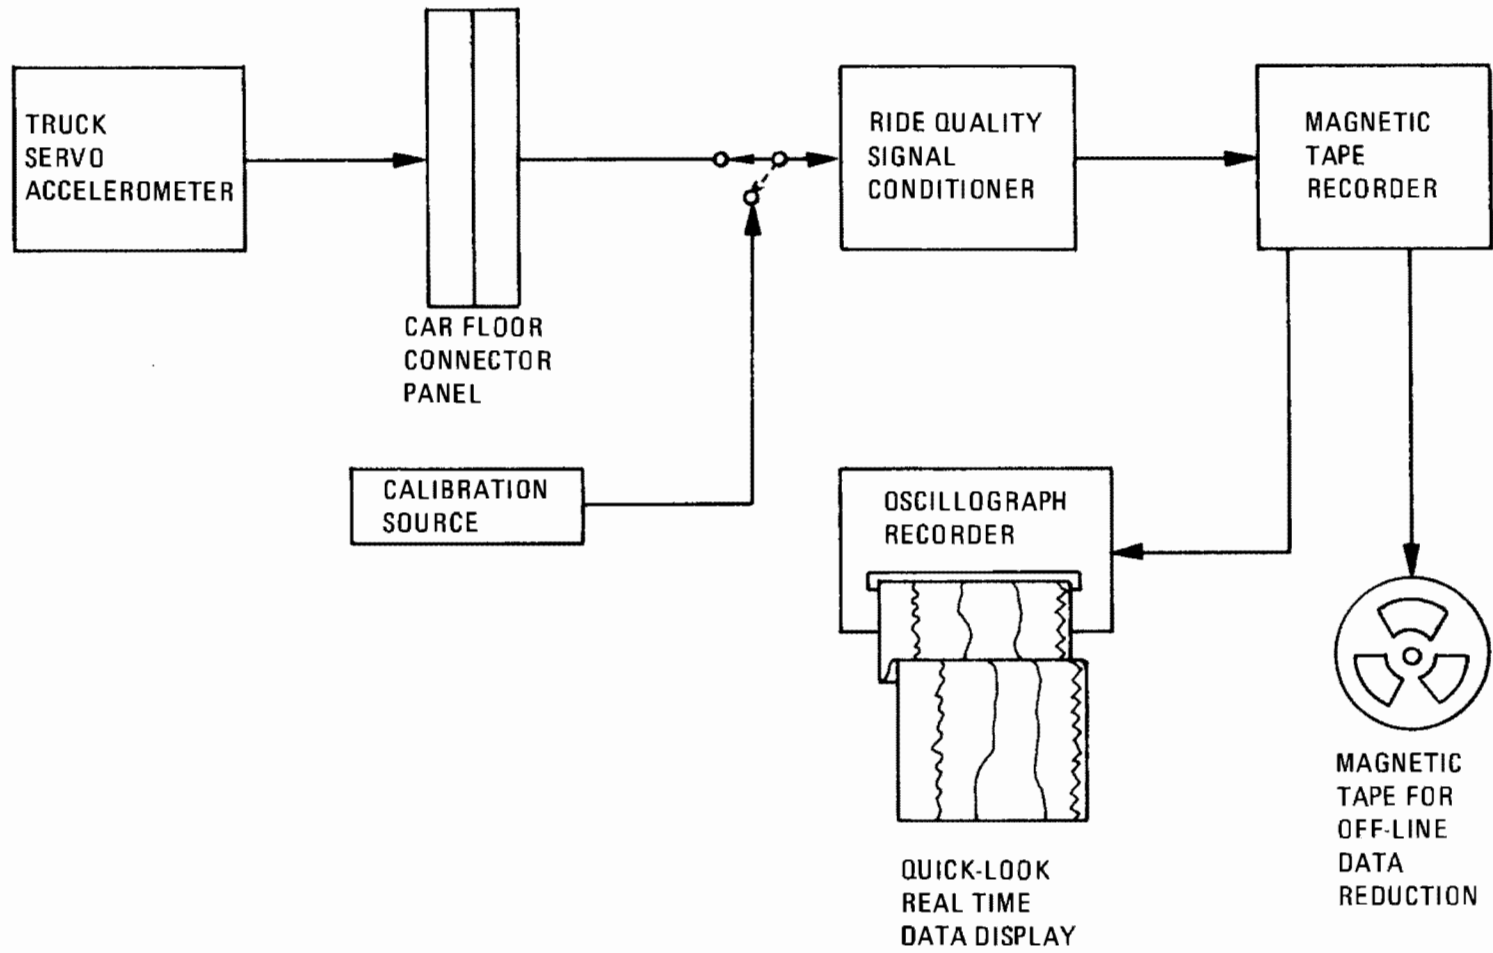 TRUCK
SERVO
ACCELEROMETER
CAR FLOOR
CONNECTOR
PANEL
RIDE QUALITY
SIGNAL
CONDITIONER
MAGNETIC
TAPE
RECORDER
CALIBRATION
SOURCE
OSCILLOGRAPH
RECORDER
QUICK-LOOK
REAL TIME
DATA DISPLAY
MAGNETIC
TAPE FOR
OFF-LINE
DATA
REDUCTION